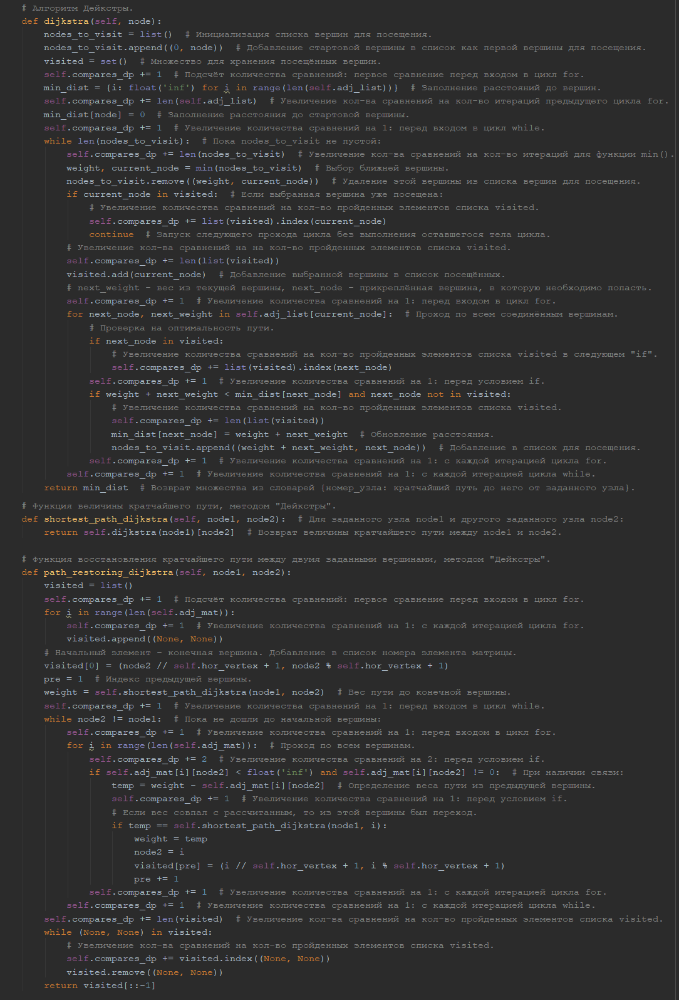 # Алгоритм Дейкстры.
def dijkstra(self, node):
    nodes_to_visit = list()  # Инициализация списка вершин для посещения.
    nodes_to_visit.append((0, node))  # Добавление стартовой вершины в список как первой вершины для посещения.
    visited = set()  # Множество для хранения посещённых вершин.
    self.compares_dp += 1  # Подсчёт количества сравнений: первое сравнение перед входом в цикл for.
    min_dist = {i: float('inf') for i in range(len(self.adj_list))}  # Заполнение расстояний до вершин.
    self.compares_dp += len(self.adj_list)  # Увеличение кол-ва сравнений на кол-во итераций предыдущего цикла for.
    min_dist[node] = 0  # Заполнение расстояния до стартовой вершины.
    self.compares_dp += 1  # Увеличение количества сравнений на 1: перед входом в цикл while.
    while len(nodes_to_visit):  # Пока nodes_to_visit не пустой:
        self.compares_dp += len(nodes_to_visit)  # Увеличение кол-ва сравнений на кол-во итераций для функции min().
        weight, current_node = min(nodes_to_visit)  # Выбор ближней вершины.
        nodes_to_visit.remove((weight, current_node))  # Удаление этой вершины из списка вершин для посещения.
        if current_node in visited:  # Если выбранная вершина уже посещена:
            # Увеличение количества сравнений на кол-во пройденных элементов списка visited.
            self.compares_dp += list(visited).index(current_node)
            continue  # Запуск следующего прохода цикла без выполнения оставшегося тела цикла.
        # Увеличение кол-ва сравнений на на кол-во пройденных элементов списка visited.
        self.compares_dp += len(list(visited))
        visited.add(current_node)  # Добавление выбранной вершины в список посещённых.
        # next_weight - вес из текущей вершины, next_node - прикреплённая вершина, в которую необходимо попасть.
        self.compares_dp += 1  # Увеличение количества сравнений на 1: перед входом в цикл for.
        for next_node, next_weight in self.adj_list[current_node]:  # Проход по всем соединённым вершинам.
            # Проверка на оптимальность пути.
            if next_node in visited:
                # Увеличение количества сравнений на кол-во пройденных элементов списка visited в следующем "if".
                self.compares_dp += list(visited).index(next_node)
            self.compares_dp += 1  # Увеличение количества сравнений на 1: перед условием if.
            if weight + next_weight < min_dist[next_node] and next_node not in visited:
                # Увеличение количества сравнений на кол-во пройденных элементов списка visited.
                self.compares_dp += len(list(visited))
                min_dist[next_node] = weight + next_weight  # Обновление расстояния.
                nodes_to_visit.append((weight + next_weight, next_node))  # Добавление в список для посещения.
            self.compares_dp += 1  # Увеличение количества сравнений на 1: с каждой итерацией цикла for.
        self.compares_dp += 1  # Увеличение количества сравнений на 1: с каждой итерацией цикла while.
    return min_dist  # Возврат множества из словарей {номер_узла: кратчайший путь до него от заданного узла}.
# Функция величины кратчайшего пути, методом "Дейкстры".
def shortest_path_dijkstra(self, node1, node2):  # Для заданного узла node1 и другого заданного узла node2:
    return self.dijkstra(node1)[node2]  # Возврат величины кратчайшего пути между node1 и node2.
# Функция восстановления кратчайшего пути между двумя заданными вершинами, методом "Дейкстры".
def path_restoring_dijkstra(self, node1, node2):
    visited = list()
    self.compares_dp += 1  # Подсчёт количества сравнений: первое сравнение перед входом в цикл for.
    for i in range(len(self.adj_mat)):
        self.compares_dp += 1  # Увеличение количества сравнений на 1: с каждой итерацией цикла for.
        visited.append((None, None))
    # Начальный элемент - конечная вершина. Добавление в список номера элемента матрицы.
    visited[0] = (node2 // self.hor_vertex + 1, node2 % self.hor_vertex + 1)
    pre = 1  # Индекс предыдущей вершины.
    weight = self.shortest_path_dijkstra(node1, node2)  # Вес пути до конечной вершины.
    self.compares_dp += 1  # Увеличение количества сравнений на 1: перед входом в цикл while.
    while node2 != node1:  # Пока не дошли до начальной вершины:
        self.compares_dp += 1  # Увеличение количества сравнений на 1: перед входом в цикл for.
        for i in range(len(self.adj_mat)):  # Проход по всем вершинам.
            self.compares_dp += 2  # Увеличение количества сравнений на 2: перед условием if.
            if self.adj_mat[i][node2] < float('inf') and self.adj_mat[i][node2] != 0:  # При наличии связи:
                temp = weight - self.adj_mat[i][node2]  # Определение веса пути из предыдущей вершины.
                self.compares_dp += 1  # Увеличение количества сравнений на 1: перед условием if.
                # Если вес совпал с рассчитанным, то из этой вершины был переход.
                if temp == self.shortest_path_dijkstra(node1, i):
                    weight = temp
                    node2 = i
                    visited[pre] = (i // self.hor_vertex + 1, i % self.hor_vertex + 1)
                    pre += 1
            self.compares_dp += 1  # Увеличение количества сравнений на 1: с каждой итерацией цикла for.
        self.compares_dp += 1  # Увеличение количества сравнений на 1: с каждой итерацией цикла while.
    self.compares_dp += len(visited)  # Увеличение кол-ва сравнений на кол-во пройденных элементов списка visited.
    while (None, None) in visited:
        # Увеличение кол-ва сравнений на кол-во пройденных элементов списка visited.
        self.compares_dp += visited.index((None, None))
        visited.remove((None, None))
    return visited[::-1]